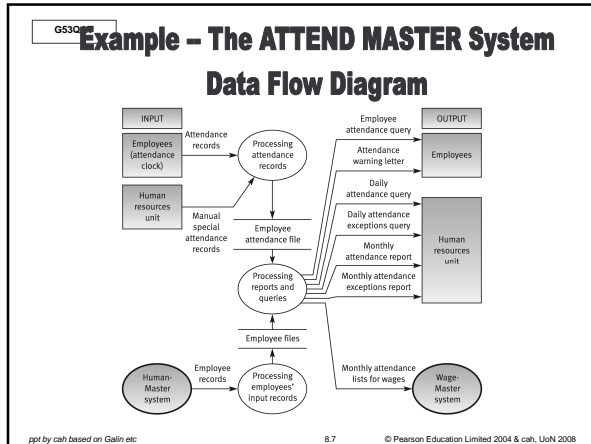 G53Q
Example – The ATTEND MASTER System
Data Flow Diagram
INPUT
OUTPUT
Employees
(attendance
clock)
Attendance
records
Processing
attendance
records
Human
resources
unit
Manual
special
attendance
records
Employee
attendance file
Processing
reports and
queries
Employee files
Human-
Master
system
Employee
records
Processing
employees'
input records
Employee
attendance query
Attendance
warning letter
Daily
attendance query
Daily attendance
exceptions query
Monthly
attendance report
Monthly attendance
exceptions report
Monthly attendance
lists for wages
Employees
Human
resources
unit
Wage-
Master
system
ppt by cah based on Galin etc
8.7
© Pearson Education Limited 2004 & cah, UoN 2008